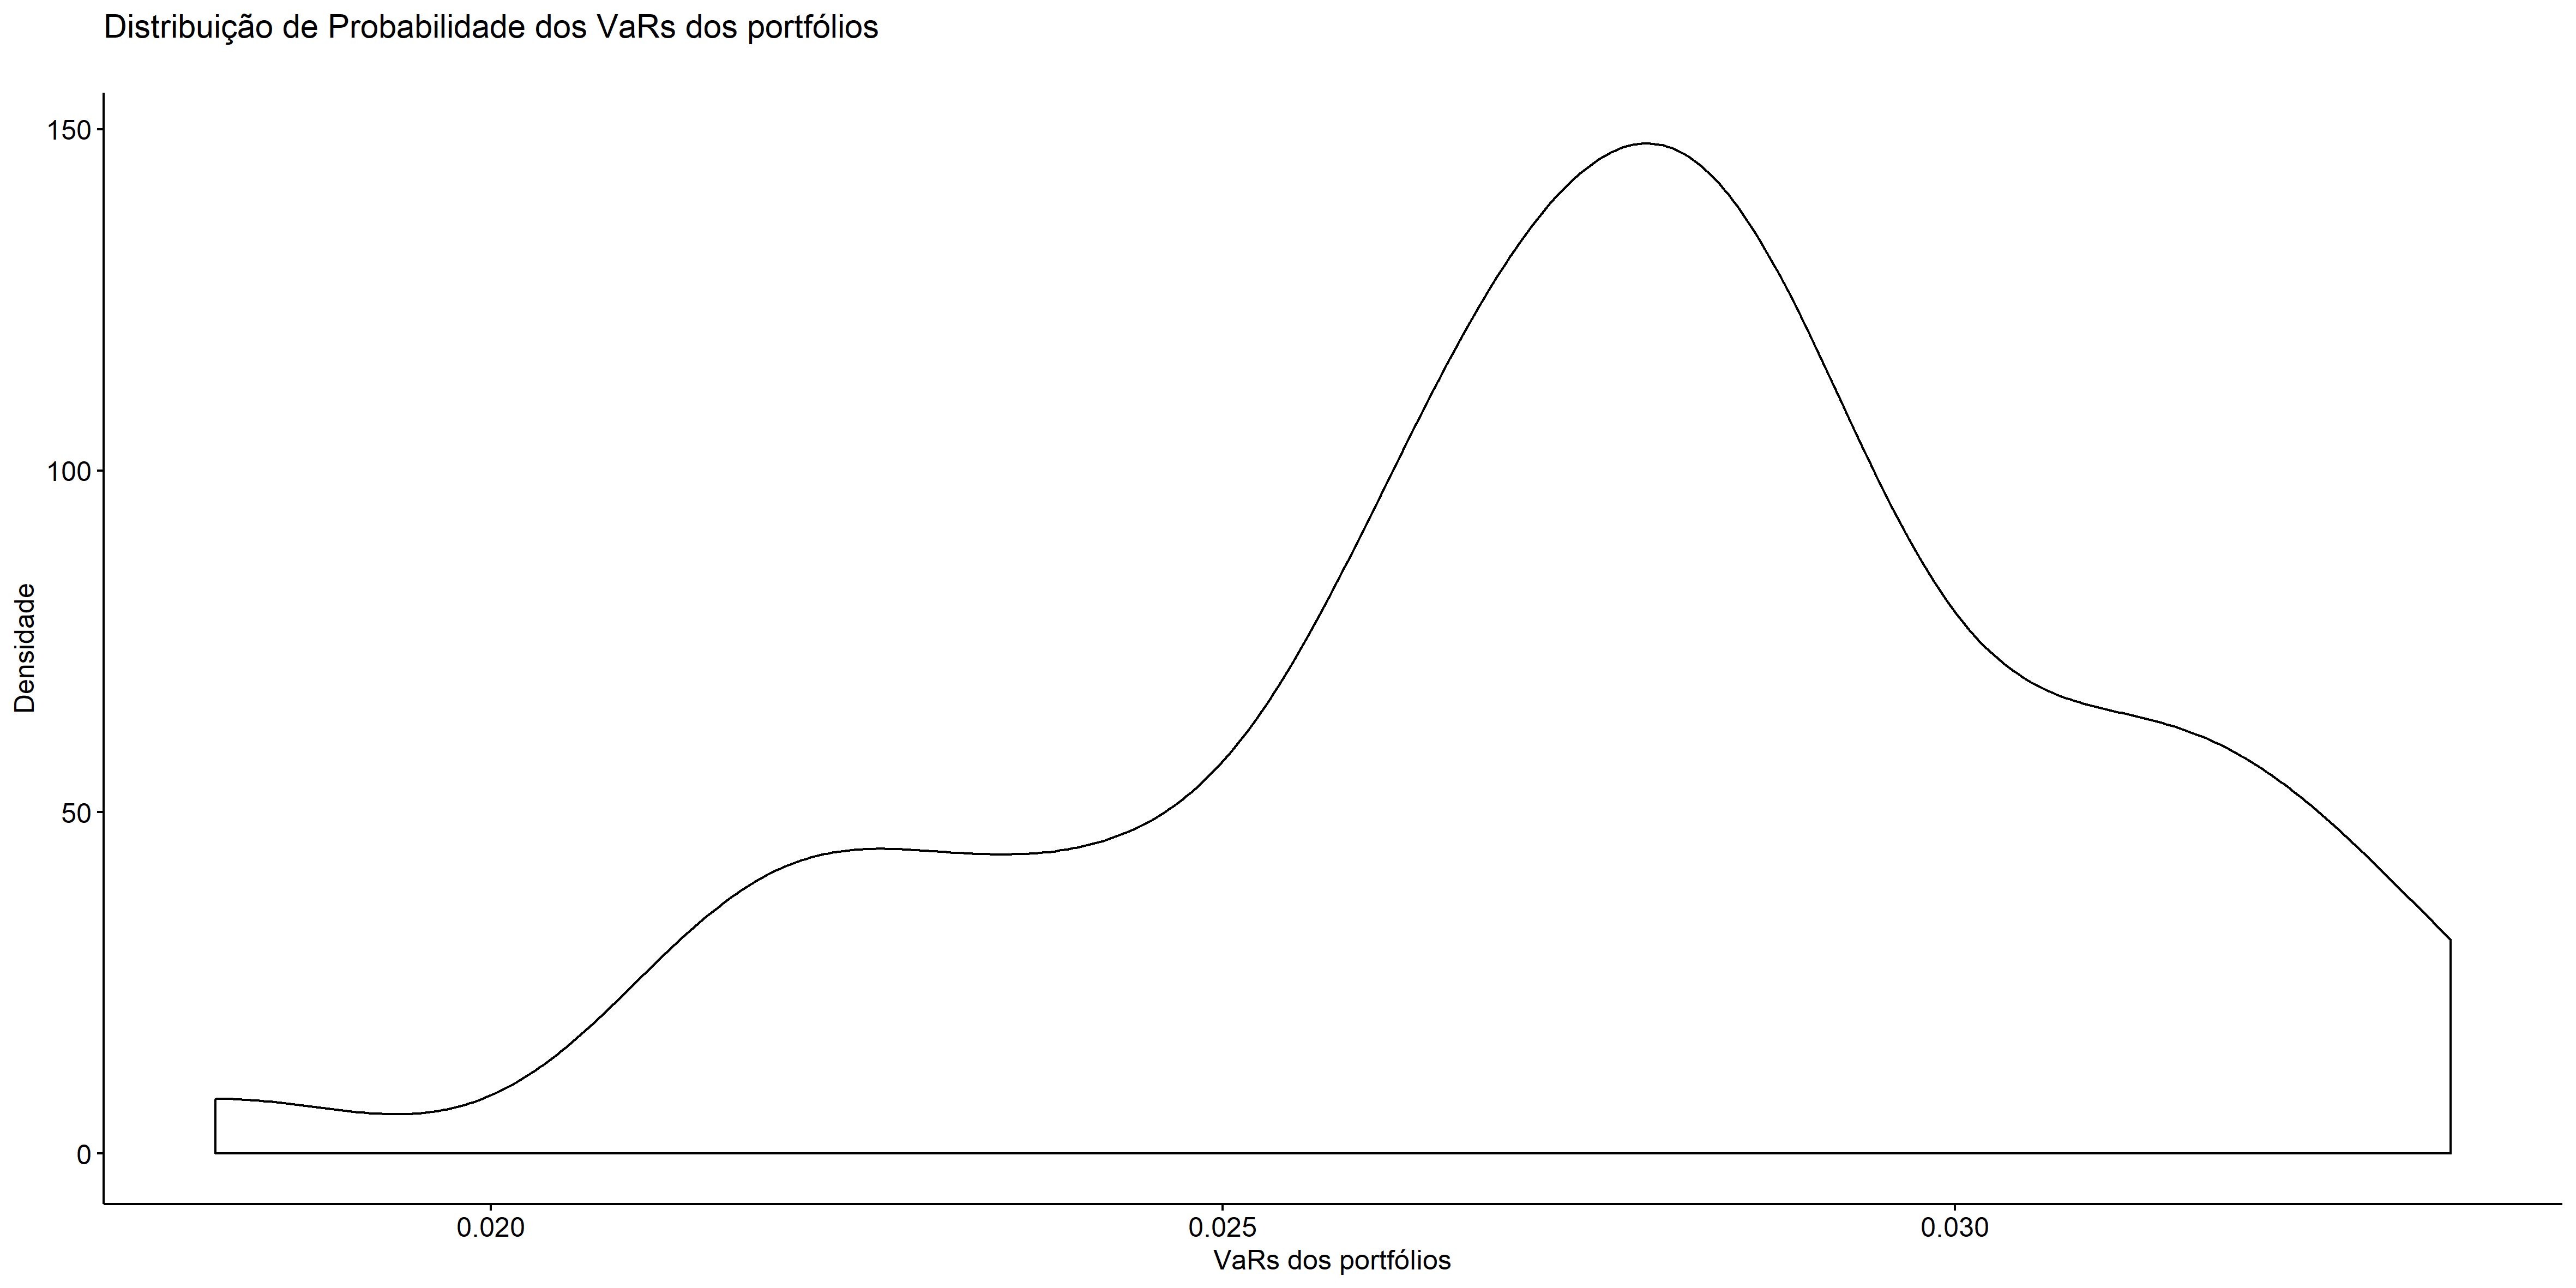 Distribuição de Probabilidade dos VaRs dos portfólios
150
100
50
0
Densidade
0.020
0.025
0.030
VaRs dos portfólios